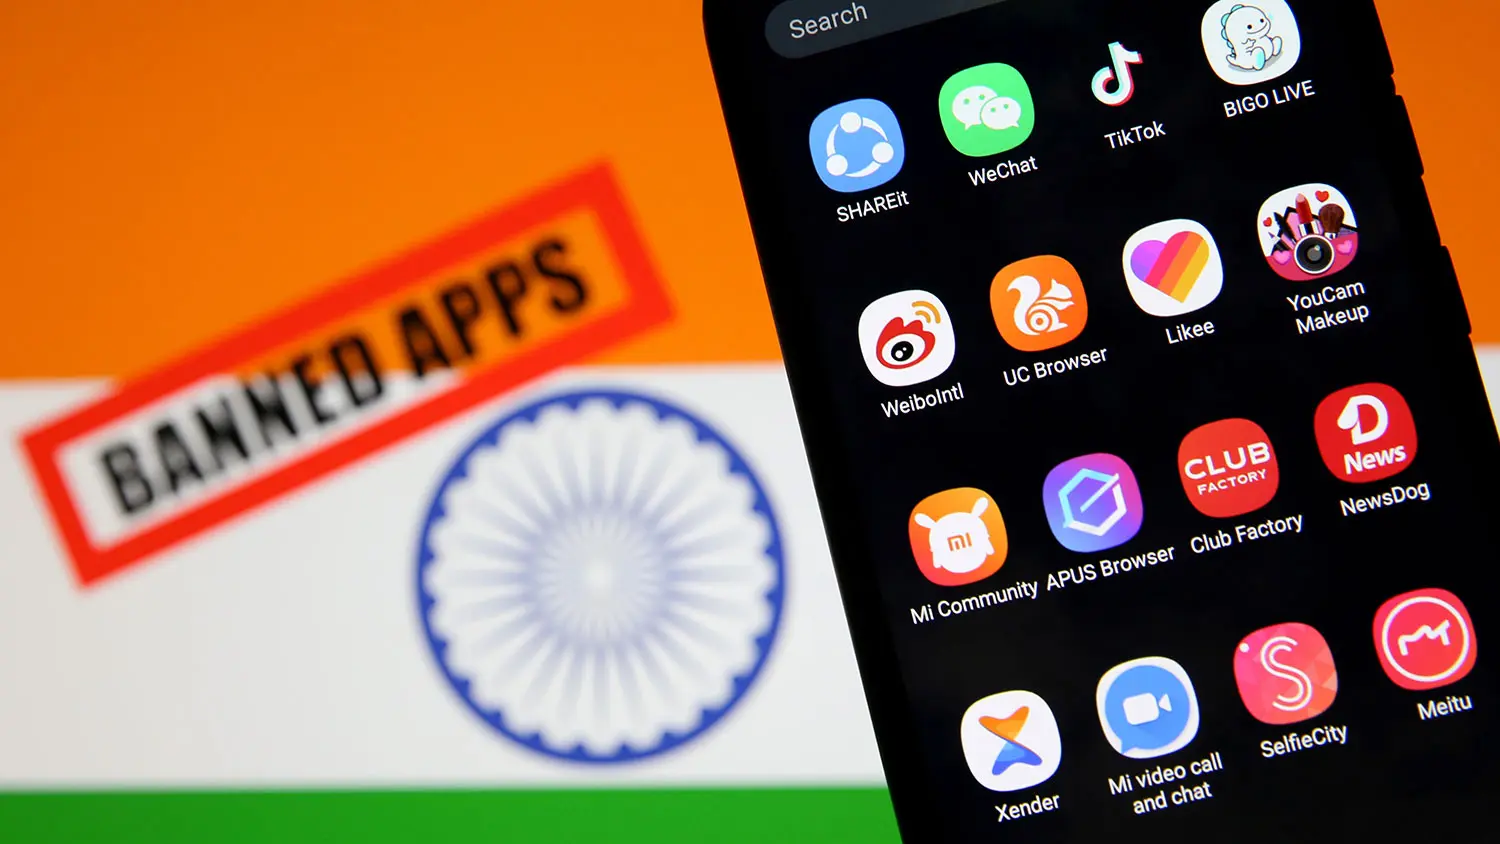 BANNED APPS
Search
SHAREit
WeChat
TikTok
BIGO LIVE
WeiboIntl
UC Browser
Likee
YouCam
Makeup
mi
Mi Community
APUS Browser
CLUB
FACTORY
Club Factory
News
NewsDog
Xender
Mi video call
and chat
SelfieCity
Meitu